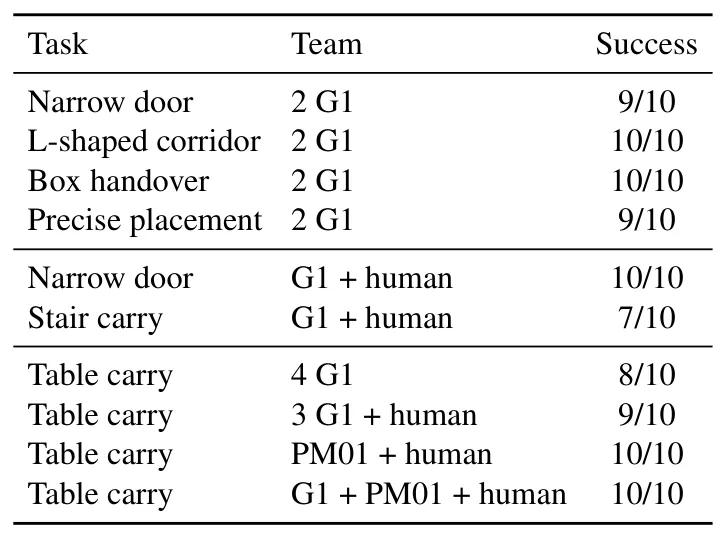 Task Team Success
Narrow door 2 G1 9/10
L-shaped corridor 2 G1 10/10
Box handover 2 G1 10/10
Precise placement 2 G1 9/10
Narrow door G1 + human 10/10
Stair carry G1 + human 7/10
Table carry 4 G1 8/10
Table carry 3 G1 + human 9/10
Table carry PM01 + human 10/10
Table carry G1 + PM01 + human 10/10